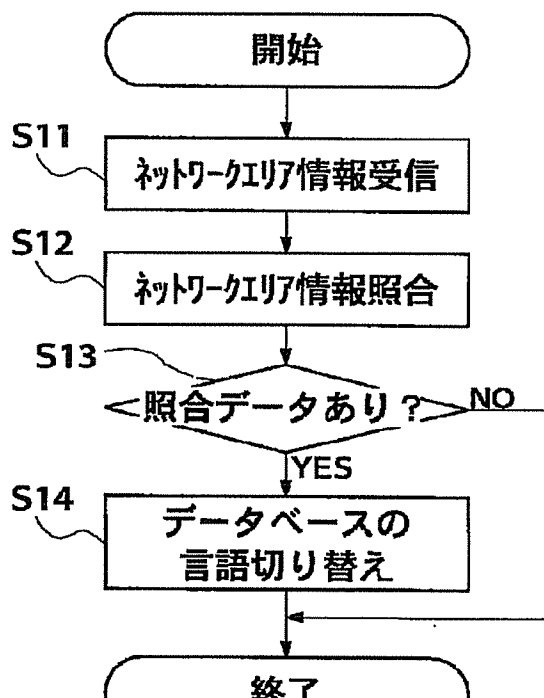 開始
S11
ネットワークエリア情報受信
S12
ネットワークエリア情報照合
S13
照合データあり？
NO
YES
S14
データベースの
言語切り替え
終了